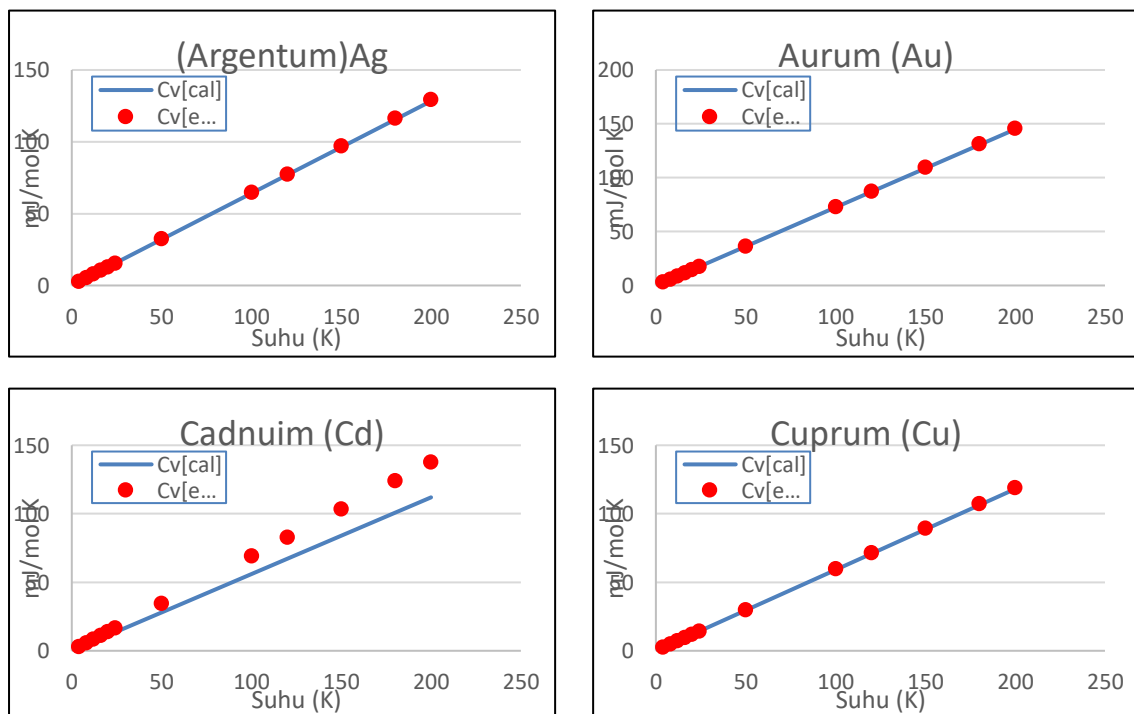 (Argentum)Ag
150
100
50
0
mJ/mol K
Cv[cal]
Cv[e...
0 50 100 150 200 250
Suhu (K)
Aurum (Au)
200
150
100
50
0
mJ/mol K
Cv[cal]
Cv[e...
0 50 100 150 200 250
Suhu (K)
Cadnuim (Cd)
150
100
50
0
mJ/mol K
Cv[cal]
Cv[e...
0 50 100 150 200 250
Suhu (K)
Cuprum (Cu)
150
100
50
0
mJ/mol K
Cv[cal]
Cv[e...
0 50 100 150 200 250
Suhu (K)